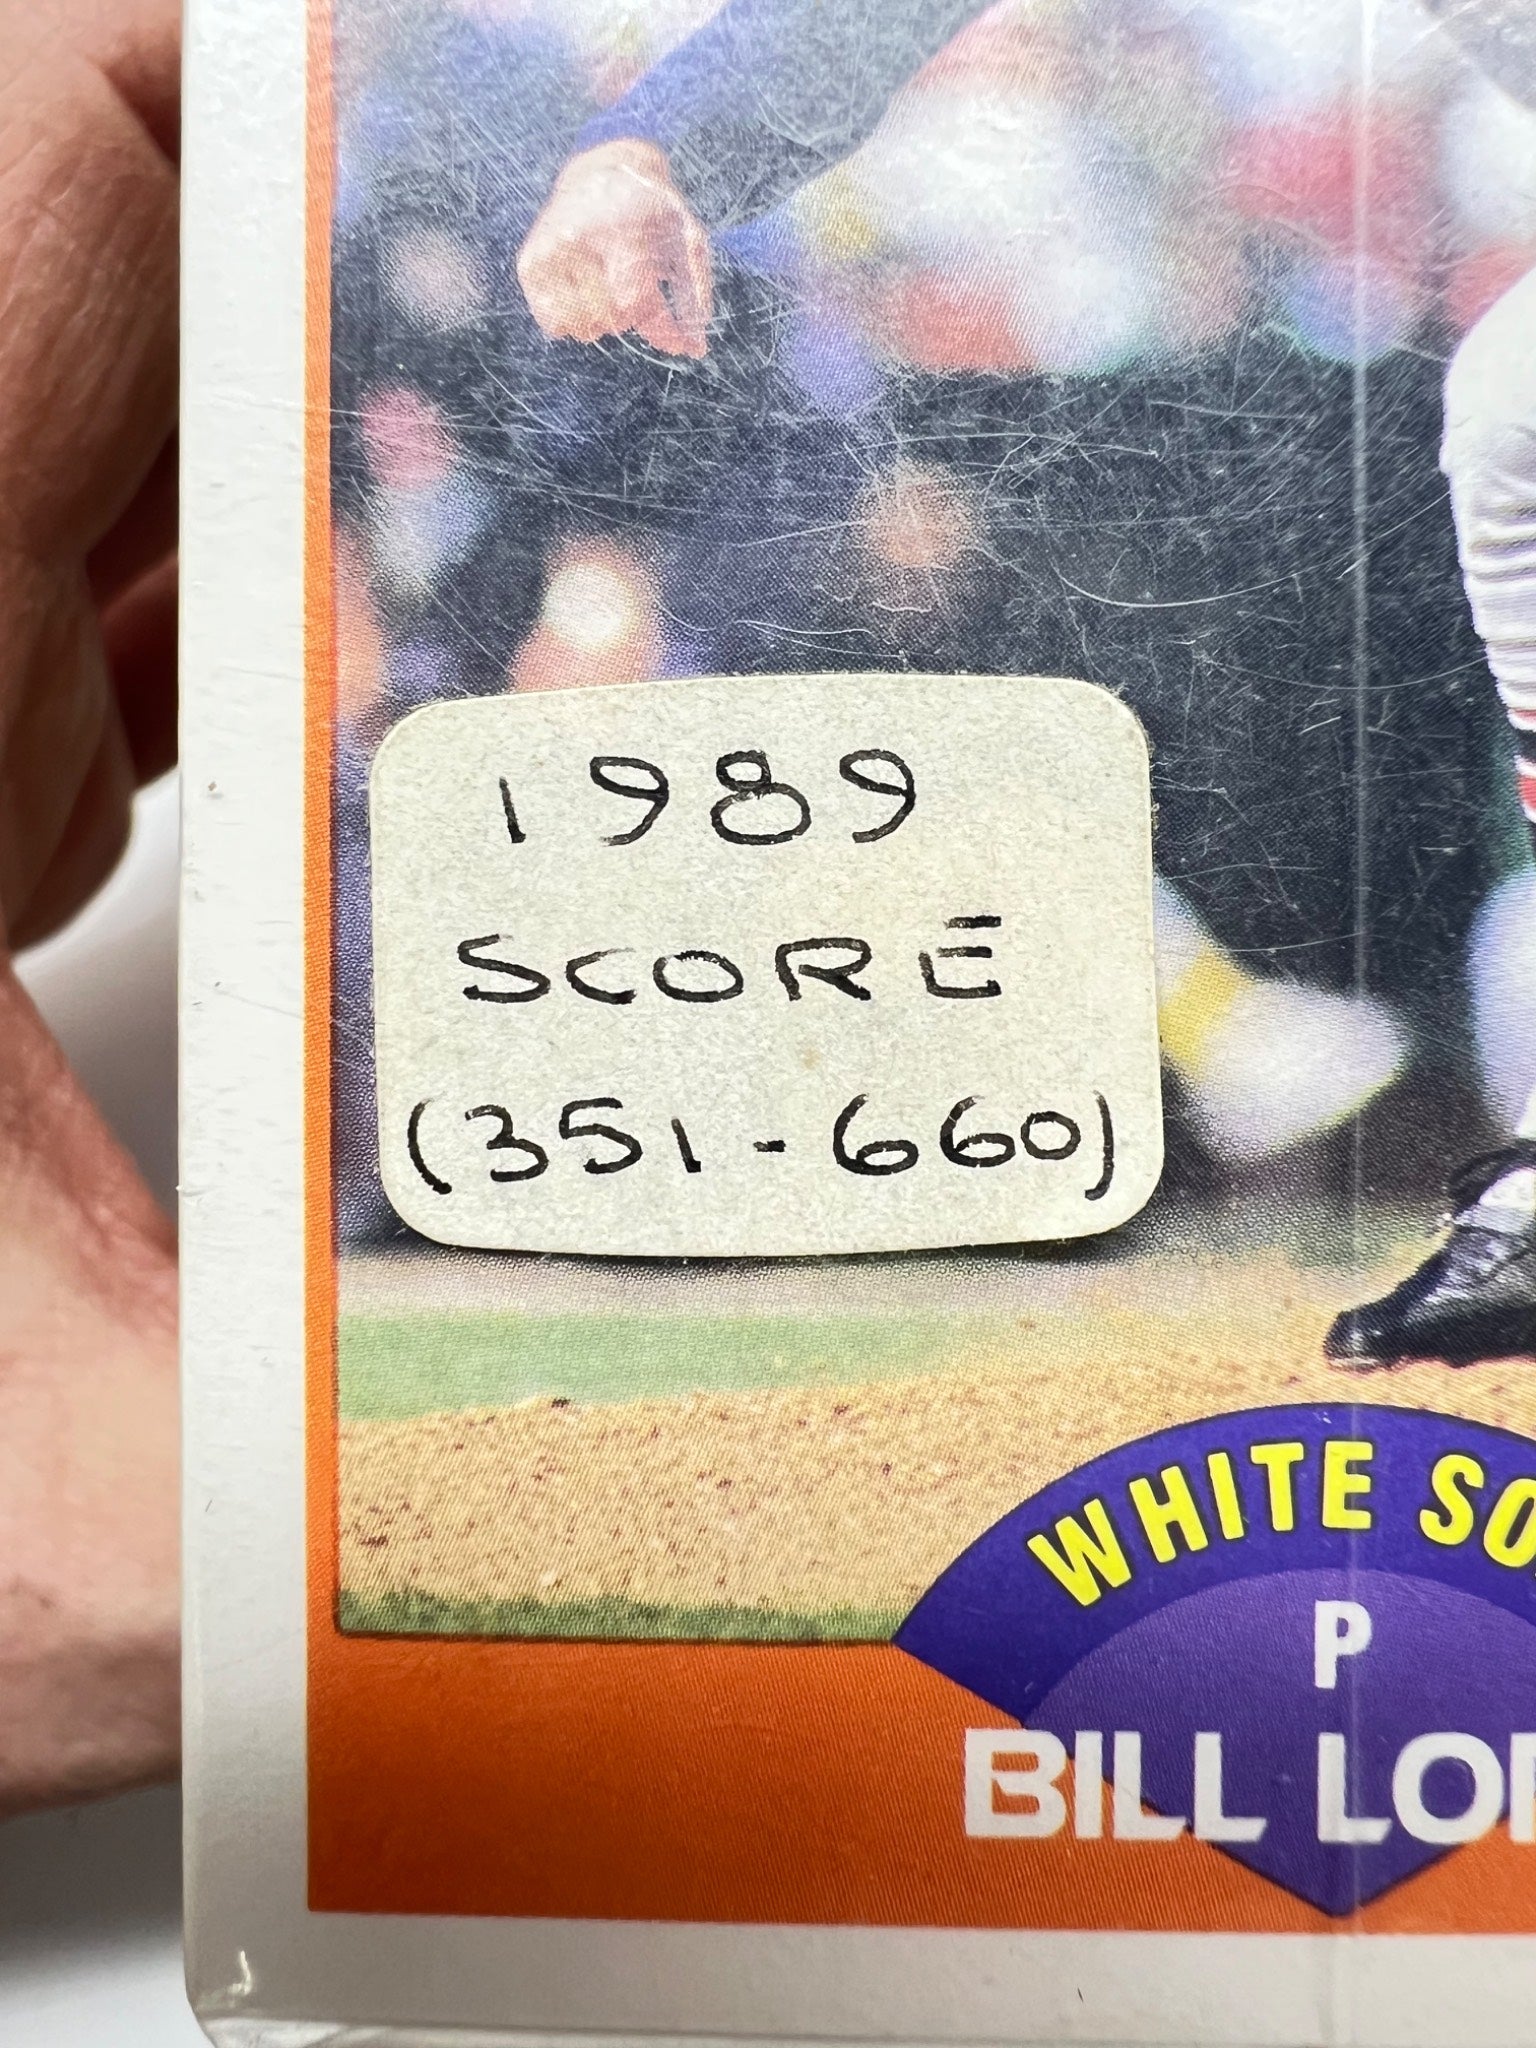 1989
SCORE
(351-660)
WHITE SO
P
BILL LO